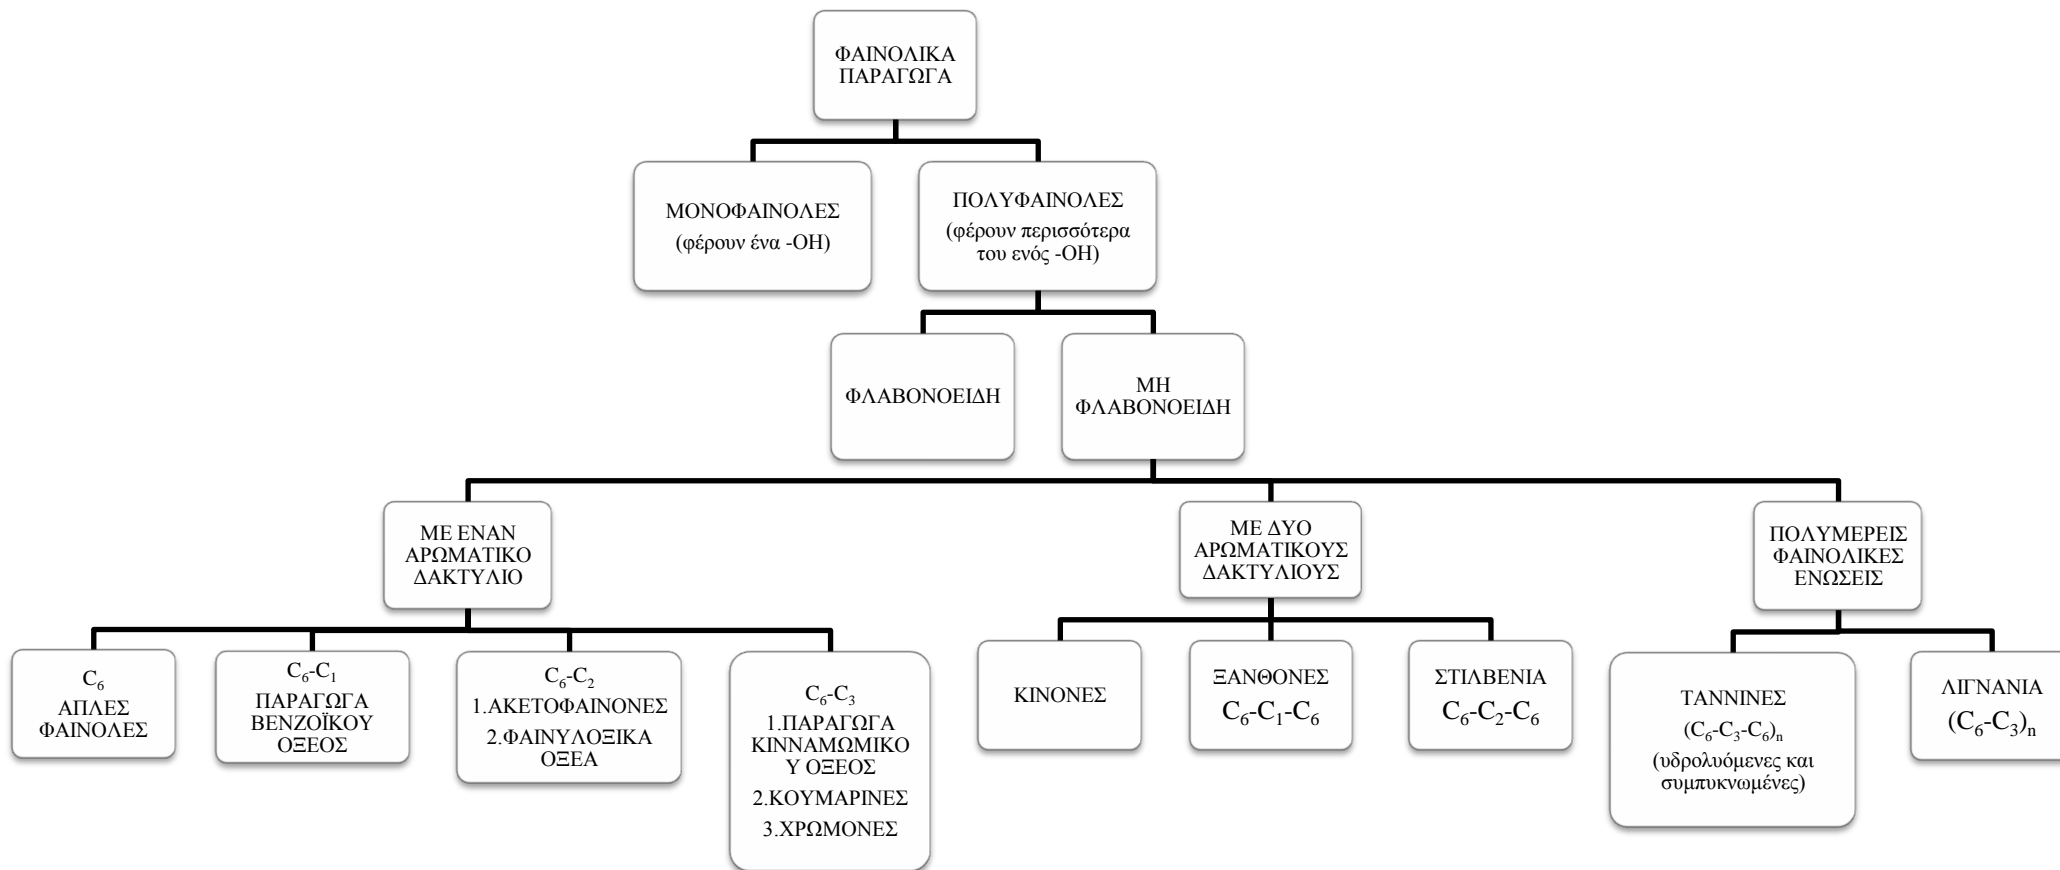 ΦΑΙΝΟΛΙΚΑ
ΠΑΡΑΓΩΓΑ
ΜΟΝΟΦΑΙΝΟΛΕΣ
(φέρουν ένα -ΟΗ)
ΠΟΛΥΦΑΙΝΟΛΕΣ
(φέρουν περισσότερα
του ενός -ΟΗ)
ΦΛΑΒΟΝΟΕΙΔΗ
ΜΗ
ΦΛΑΒΟΝΟΕΙΔΗ
ΜΕ ΕΝΑΝ
ΑΡΩΜΑΤΙΚΟ
ΔΑΚΤΥΛΙΟ
ΜΕ ΔΥΟ
ΑΡΩΜΑΤΙΚΟΥΣ
ΔΑΚΤΥΛΙΟΥΣ
ΠΟΛΥΜΕΡΕΙΣ
ΦΑΙΝΟΛΙΚΕΣ
ΕΝΩΣΕΙΣ
C₆
ΑΠΛΕΣ
ΦΑΙΝΟΛΕΣ
C₆-C₁
ΠΑΡΑΓΩΓΑ
ΒΕΝΖΟΪΚΟΥ
ΟΞΕΟΣ
C₆-C₂
1.ΑΚΕΤΟΦΑΙΝΟΝΕΣ
2.ΦΑΙΝΥΛΟΞΙΚΑ
ΟΞΕΑ
C₆-C₃
1.ΠΑΡΑΓΩΓΑ
ΚΙΝΝΑΜΩΜΙΚΟ
Υ ΟΞΕΟΣ
2.ΚΟΥΜΑΡΙΝΕΣ
3.ΧΡΩΜΟΝΕΣ
ΚΙΝΟΝΕΣ
ΞΑΝΘΟΝΕΣ
C₆-C₁-C₆
ΣΤΙΛΒΕΝΙΑ
C₆-C₂-C₆
ΤΑΝΝΙΝΕΣ
(C₆-C₃-C₆)ₙ
(υδρολυόμενες και
συμπυκνωμένες)
ΛΙΓΝΑΝΙΑ
(C₆-C₃)ₙ